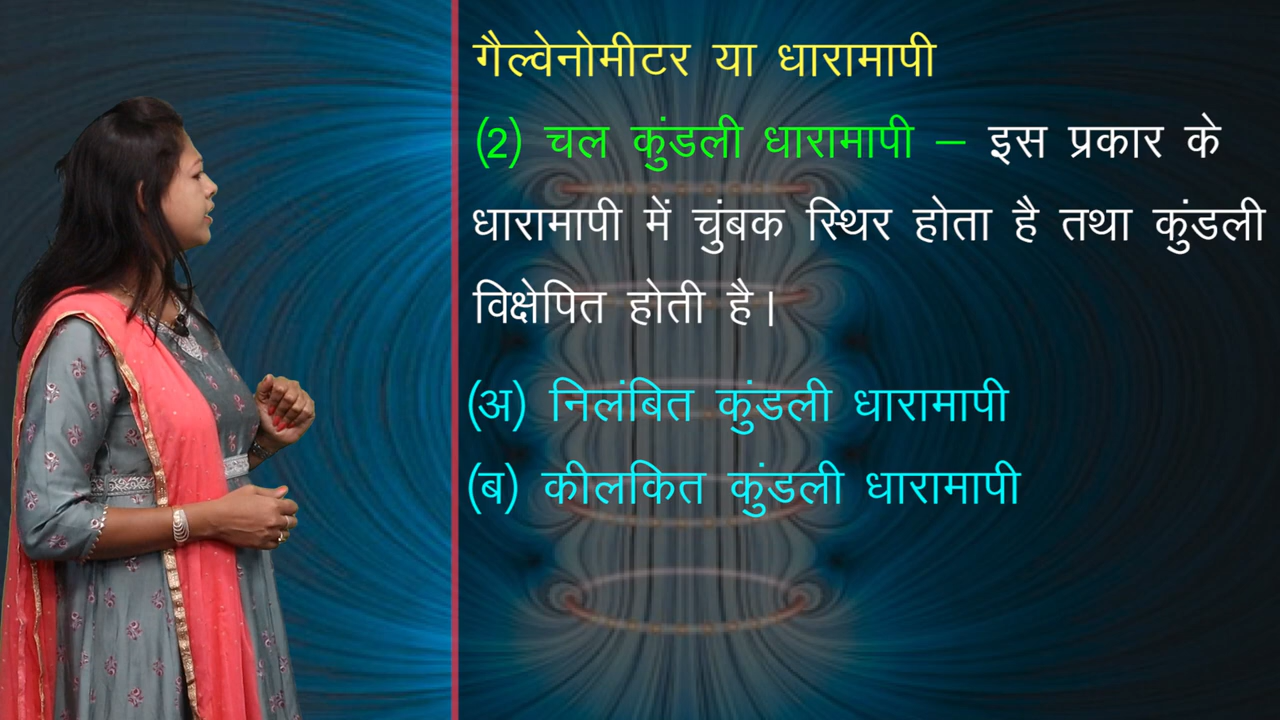 गैल्वेनोमीटर या धारामापी
(2) चल कुंडली धारामापी – इस प्रकार के
धारामापी में चुंबक स्थिर होता है तथा कुंडली
विक्षेपित होती है।
(अ) निलंबित कुंडली धारामापी
(ब) कीलकित कुंडली धारामापी